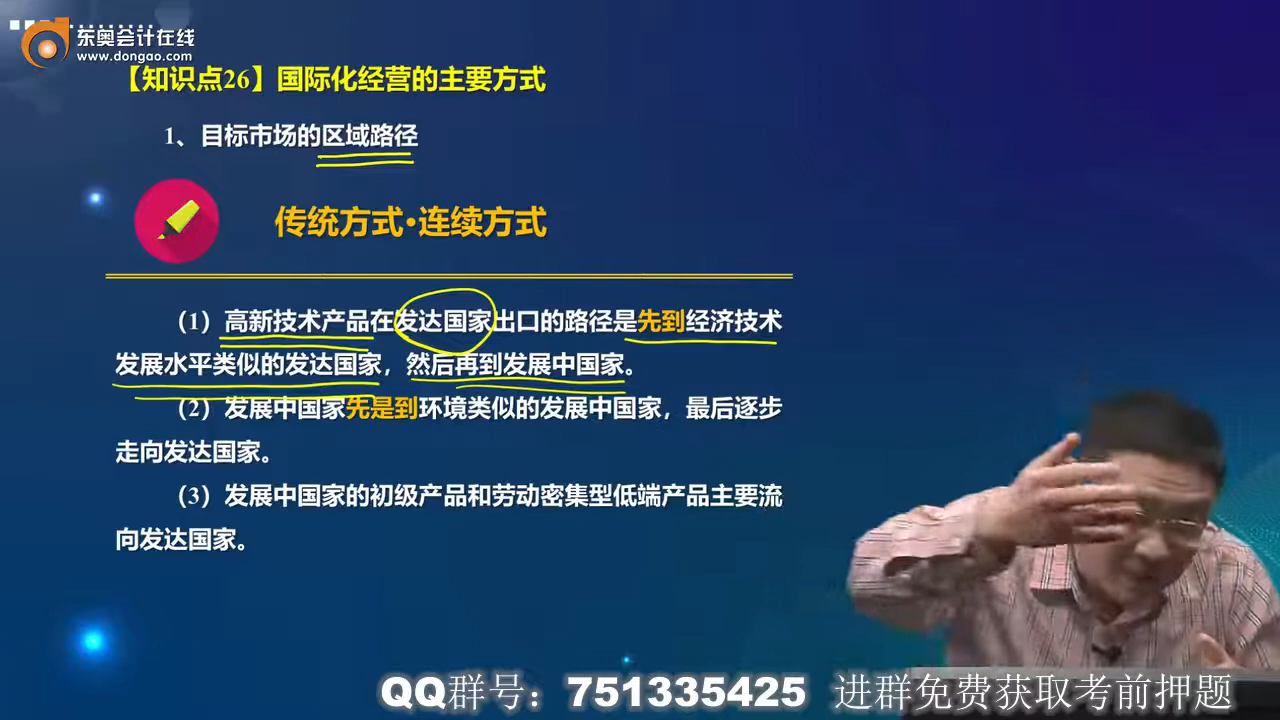 东奥会计在线
www.dongao.com
【知识点26】国际化经营的主要方式
1、目标市场的区域路径
传统方式·连续方式
（1）高新技术产品在发达国家出口的路径是先到经济技术
发展水平类似的发达国家，然后再到发展中国家。
（2）发展中国家先是到环境类似的发展中国家，最后逐步
走向发达国家。
（3）发展中国家的初级产品和劳动密集型低端产品主要流
向发达国家。
QQ群号：751335425 进群免费获取考前押题